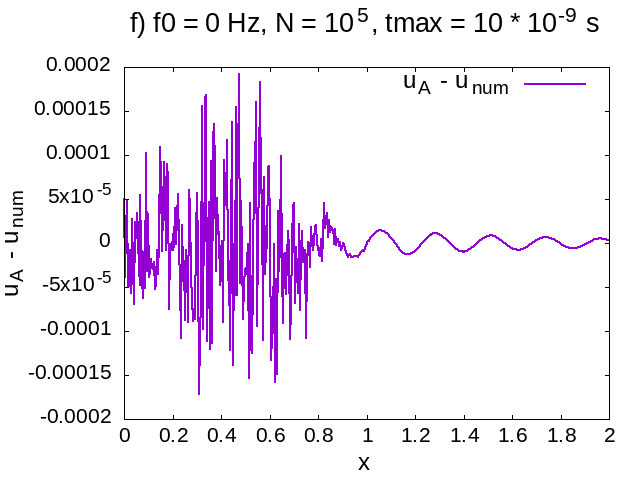 f) f0 = 0 Hz, N = 10^5, tmax = 10 * 10^-9 s
u_A - u_num
0.0002
0.00015
0.0001
5x10^-5
0
-5x10^-5
-0.0001
-0.00015
-0.0002
u_A - u_num
0 0.2 0.4 0.6 0.8 1 1.2 1.4 1.6 1.8 2
x